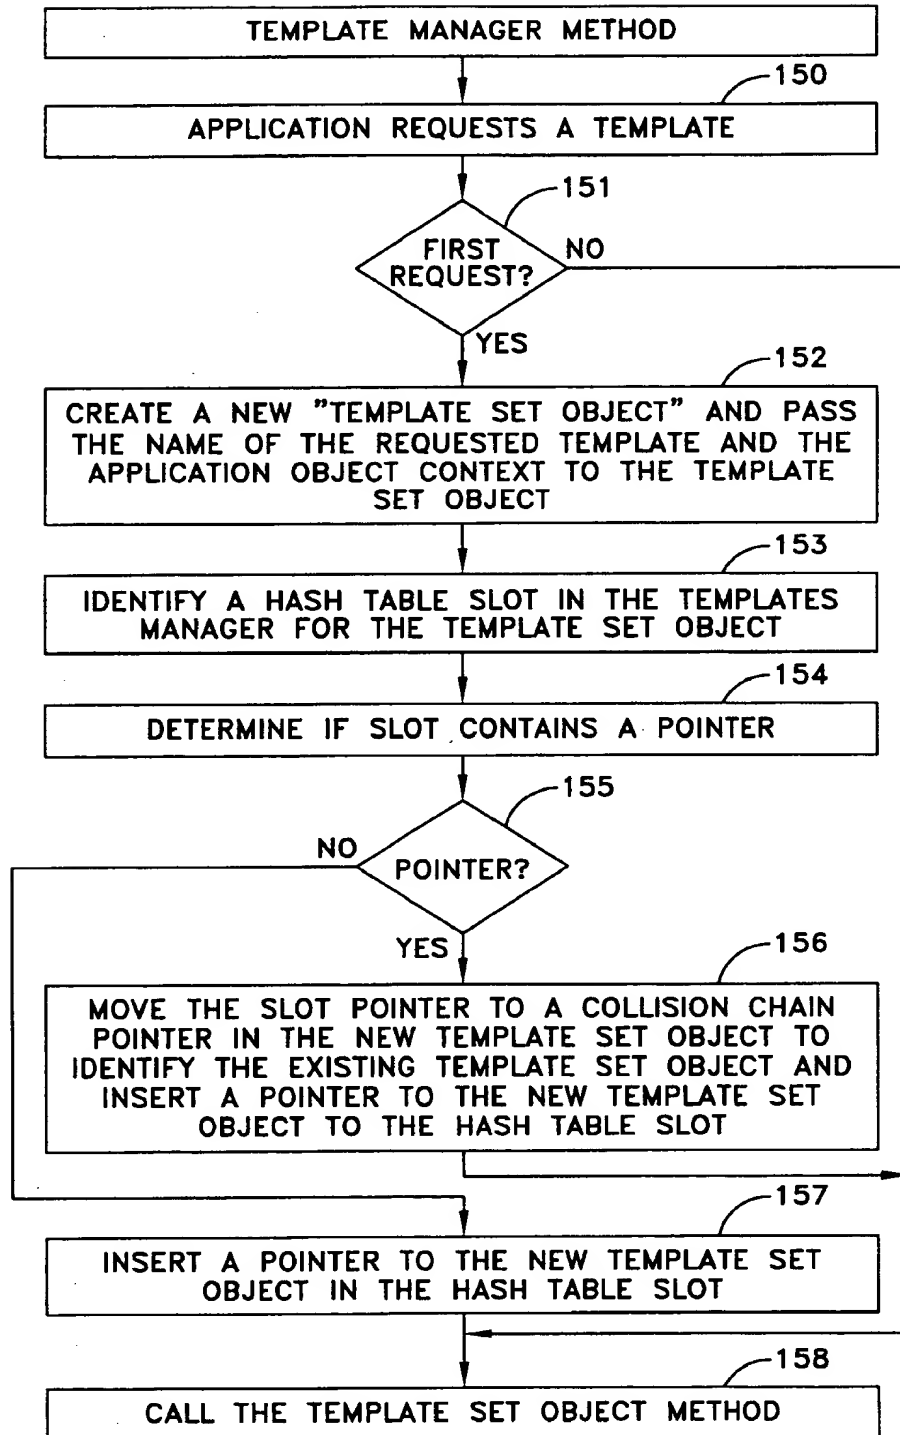 TEMPLATE MANAGER METHOD
150
APPLICATION REQUESTS A TEMPLATE
151
FIRST
REQUEST?
NO
YES
152
CREATE A NEW "TEMPLATE SET OBJECT" AND PASS
THE NAME OF THE REQUESTED TEMPLATE AND THE
APPLICATION OBJECT CONTEXT TO THE TEMPLATE
SET OBJECT
153
IDENTIFY A HASH TABLE SLOT IN THE TEMPLATES
MANAGER FOR THE TEMPLATE SET OBJECT
154
DETERMINE IF SLOT CONTAINS A POINTER
155
NO
POINTER?
YES
156
MOVE THE SLOT POINTER TO A COLLISION CHAIN
POINTER IN THE NEW TEMPLATE SET OBJECT TO
IDENTIFY THE EXISTING TEMPLATE SET OBJECT AND
INSERT A POINTER TO THE NEW TEMPLATE SET
OBJECT TO THE HASH TABLE SLOT
157
INSERT A POINTER TO THE NEW TEMPLATE SET
OBJECT IN THE HASH TABLE SLOT
158
CALL THE TEMPLATE SET OBJECT METHOD